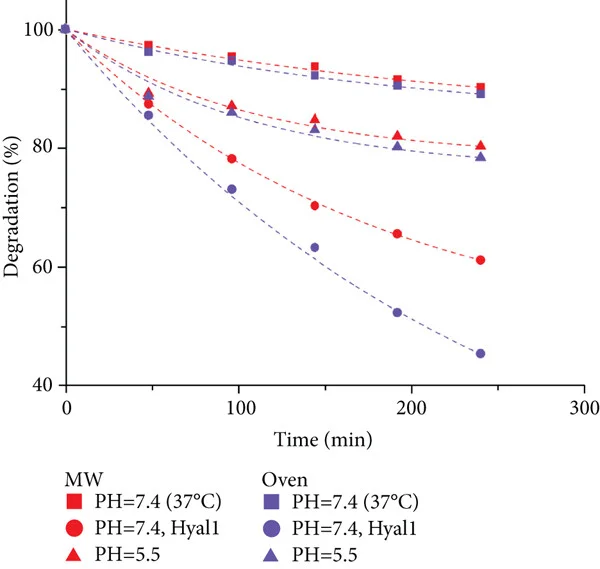 Degradation (%)
100
80
60
40
0
100
200
300
Time (min)
MW
PH=7.4 (37°C)
PH=7.4, Hyal1
PH=5.5
Oven
PH=7.4 (37°C)
PH=7.4, Hyal1
PH=5.5